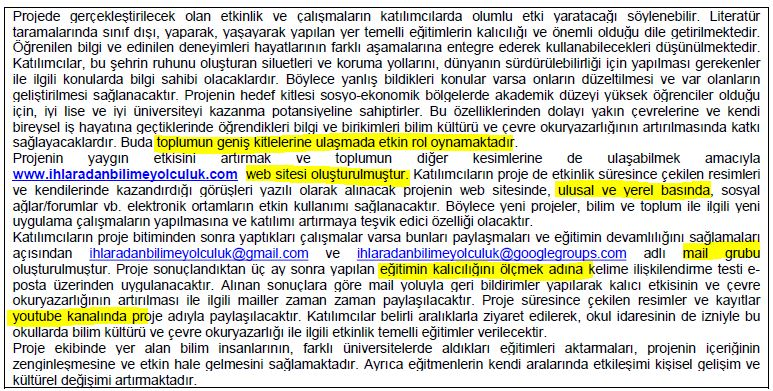 Projede gerçekleştirilecek olan etkinlik ve çalışmaların katılımcılarda olumlu etki yaratacağı söylenebilir. Literatür
taramalarında sınıf dışı, yaparak, yaşayarak yapılan yer temelli eğitimlerin kalıcılığı ve önemli olduğu dile getirilmektedir.
Öğrenilen bilgi ve edinilen deneyimleri hayatlarının farklı aşamalarına entegre ederek kullanabilecekleri düşünülmektedir.
Katılımcılar, bu şehrin ruhunu oluşturan siluetleri ve koruma yollarını, dünyanın sürdürülebilirliği için yapılması gerekenler
ile ilgili konularda bilgi sahibi olacaklardır. Böylece yanlış bildikleri konular varsa onların düzeltilmesi ve var olanların
geliştirilmesi sağlanacaktır. Projenin hedef kitlesi sosyo-ekonomik bölgelerde akademik düzeyi yüksek öğrenciler olduğu
için, iyi lise ve iyi üniversiteyi kazanma potansiyeline sahiptirler. Bu özelliklerinden dolayı yakın çevrelerine ve kendi
bireysel iş hayatına geçtiklerinde öğrendikleri bilgi ve birikimleri bilim kültürü ve çevre okuryazarlığının artırılmasında katkı
sağlayacaklardır. Buda toplumun geniş kitlelerine ulaşmada etkin rol oynamaktadır.
Projenin yaygın etkisini artırmak ve toplumun diğer kesimlerine de ulaşabilmek amacıyla
www.ihlaradanbilimeyolculuk.com web sitesi oluşturulmuştur. Katılımcıların proje de etkinlik süresince çekilen resimleri
ve kendilerinde kazandırdığı görüşleri yazılı olarak alınacak projenin web sitesinde, ulusal ve yerel basında, sosyal
ağlar/forumlar vb. elektronik ortamların etkin kullanımı sağlanacaktır. Böylece yeni projeler, bilim ve toplum ile ilgili yeni
uygulama çalışmaların yapılmasına ve katılımı artırmaya teşvik edici özelliği olacaktır.
Katılımcıların proje bitiminden sonra yaptıkları çalışmalar varsa bunları paylaşmaları ve eğitimin devamlılığını sağlamaları
açısından ihlaradanbilimeyolculuk@gmail.com ve ihlaradanbilimeyolculuk@googlegroups.com adlı mail grubu
oluşturulmuştur. Proje sonuçlandıktan üç ay sonra yapılan eğitimin kalıcılığını ölçmek adına kelime ilişkilendirme testi e-
posta üzerinden uygulanacaktır. Alınan sonuçlara göre mail yoluyla geri bildirimler yapılarak kalıcı etkisinin ve çevre
okuryazarlığının artırılması ile ilgili mailler zaman zaman paylaşılacaktır. Proje süresince çekilen resimler ve kayıtlar
youtube kanalında proje adıyla paylaşılacaktır. Katılımcılar belirli aralıklarla ziyaret edilerek, okul idaresinin de izniyle bu
okullarda bilim kültürü ve çevre okuryazarlığı ile ilgili etkinlik temelli eğitimler verilecektir.
Proje ekibinde yer alan bilim insanlarının, farklı üniversitelerde aldıkları eğitimleri aktarmaları, projenin içeriğinin
zenginleşmesine ve etkin hale gelmesini sağlamaktadır. Ayrıca eğitmenlerin kendi aralarında etkileşimi kişisel gelişim ve
kültürel değişimi artırmaktadır.